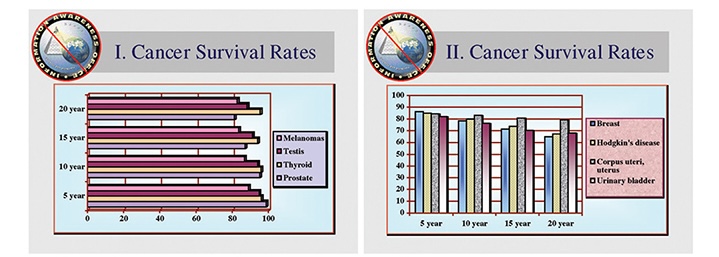 INFORMATION AWARENESS OFFICE
I. Cancer Survival Rates
20 year
15 year
10 year
5 year
0 20 40 60 80 100
Melanomas
Testis
Thyroid
Prostate
INFORMATION AWARENESS OFFICE
II. Cancer Survival Rates
100
90
80
70
60
50
40
30
20
10
0
5 year 10 year 15 year 20 year
Breast
Hodgkin's disease
Corpus uteri,
uterus
Urinary bladder